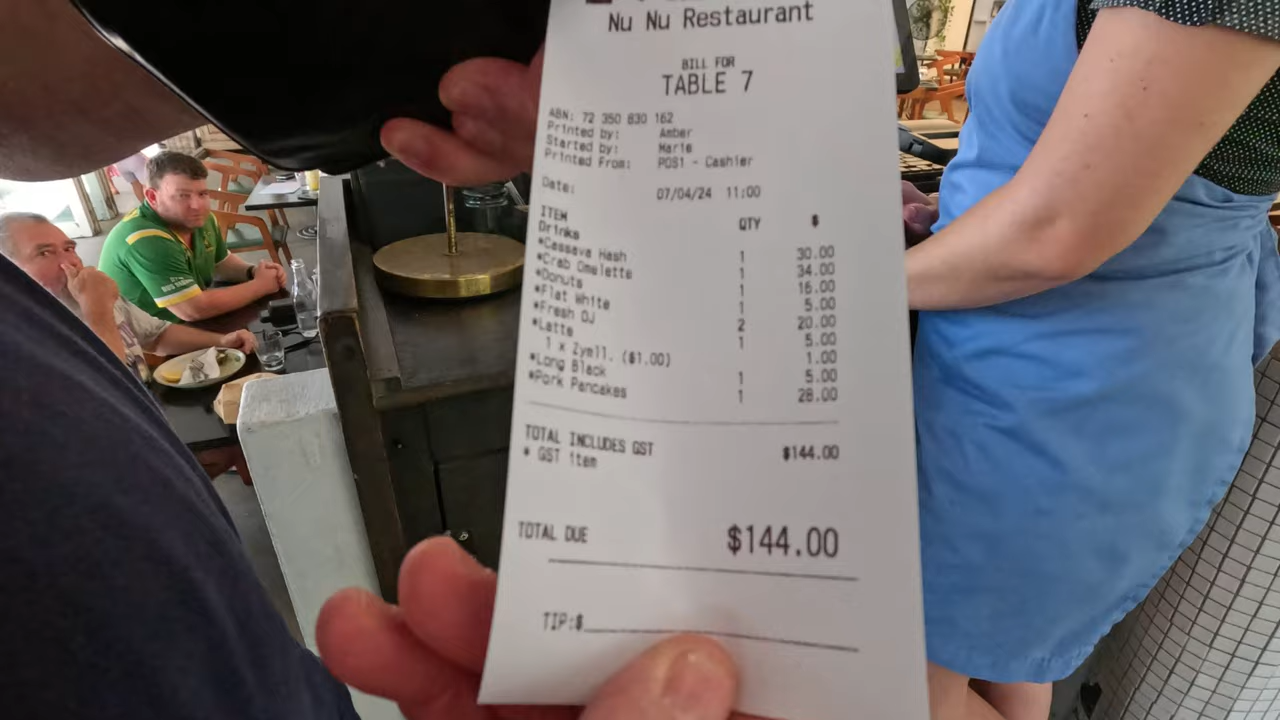 Nu Nu Restaurant
BILL FOR
TABLE 7
ABN: 72 350 830 162
Printed by: Amber
Started by: Marie
Printed From: POS1 - Cashier
Date: 07/04/24 11:00
ITEM QTY $
Drinks
*Cassava Hash 1 30.00
*Crab Omelette 1 34.00
*Donuts 1 16.00
*Flat White 1 5.00
*Fresh OJ 2 20.00
*Latte 1 5.00
1 x Zymil. ($1.00) 1.00
*Long Black 1 5.00
*Pork Pancakes 1 28.00
TOTAL INCLUDES GST $144.00
* GST item
TOTAL DUE $144.00
TIP:$